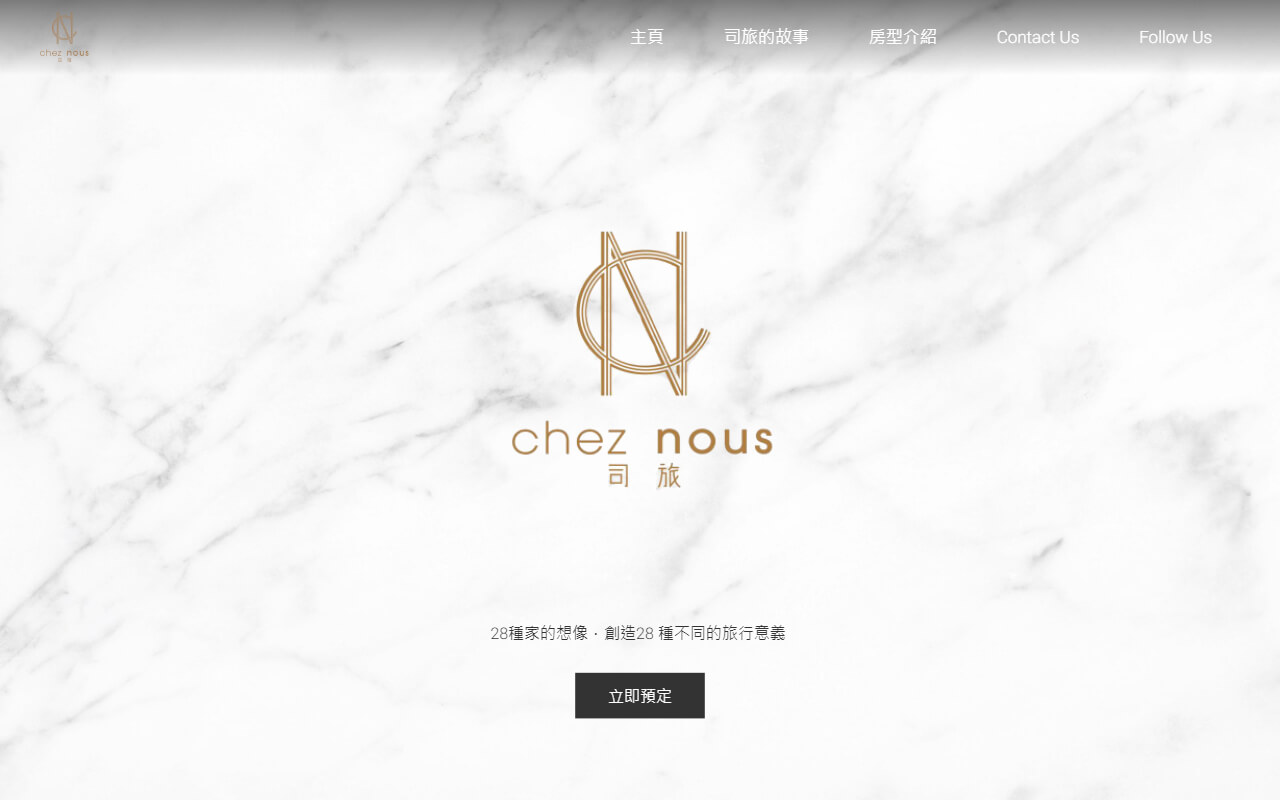 chez nous
司 旅
主頁 司旅的故事 房型介紹 Contact Us Follow Us
chez nous
司 旅
28種家的想像．創造28 種不同的旅行意義
立即預定